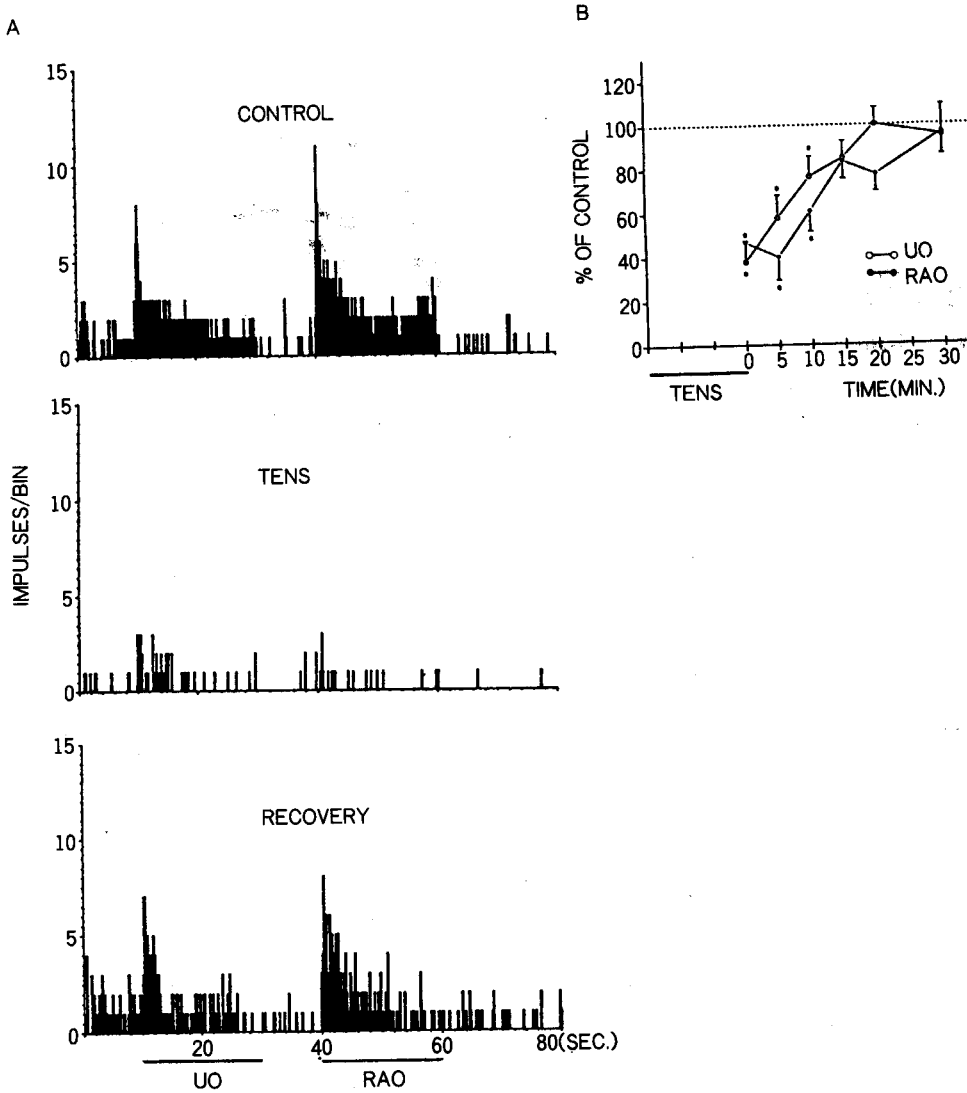 A
15
CONTROL
10
5
0
15
TENS
10
5
0
IMPULSES/BIN
15
RECOVERY
10
5
0
20
40
60
80(SEC.)
UO
RAO
B
120
100
80
60
40
20
0
% OF CONTROL
UO
RAO
0 5 10 15 20 25 30
TENS
TIME(MIN.)